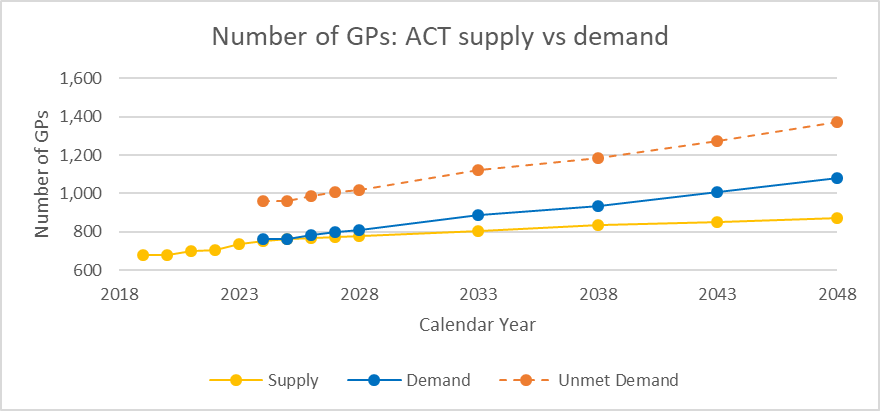 Number of GPs: ACT supply vs demand
1,600
1,400
1,200
1,000
800
600
Number of GPs
2018 2023 2028 2033 2038 2043 2048
Calendar Year
Supply Demand Unmet Demand